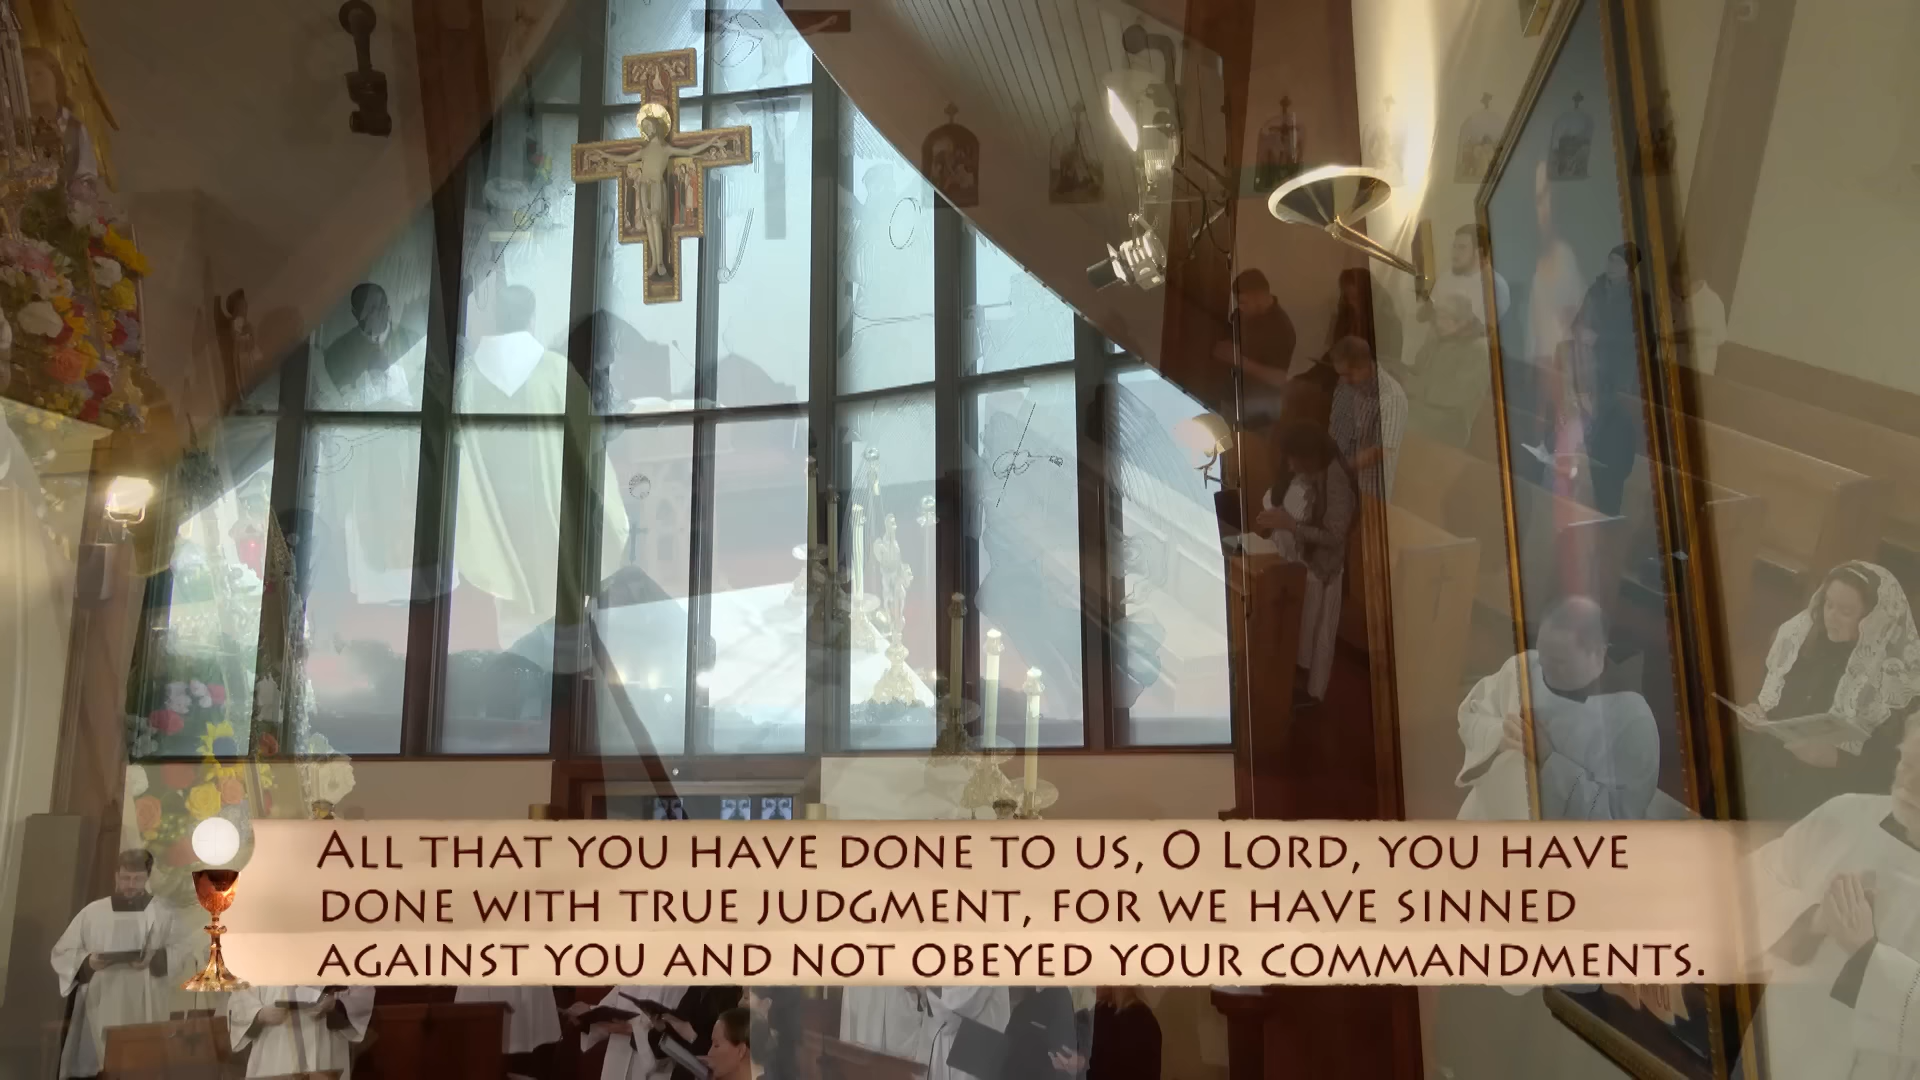 All that you have done to us, O Lord, you have
done with true judgment, for we have sinned
against you and not obeyed your commandments.